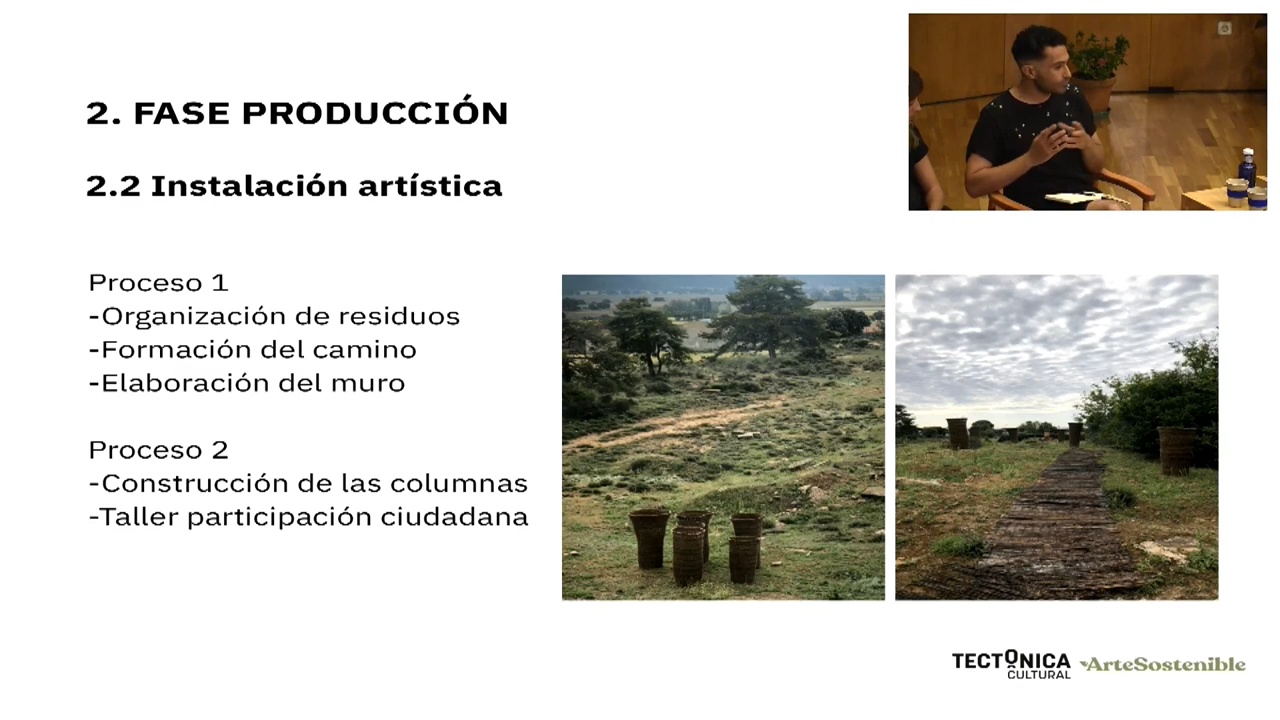 2. FASE PRODUCCIÓN
2.2 Instalación artística
Proceso 1
-Organización de residuos
-Formación del camino
-Elaboración del muro
Proceso 2
-Construcción de las columnas
-Taller participación ciudadana
TECTÓNICA
CULTURAL
ArteSostenible